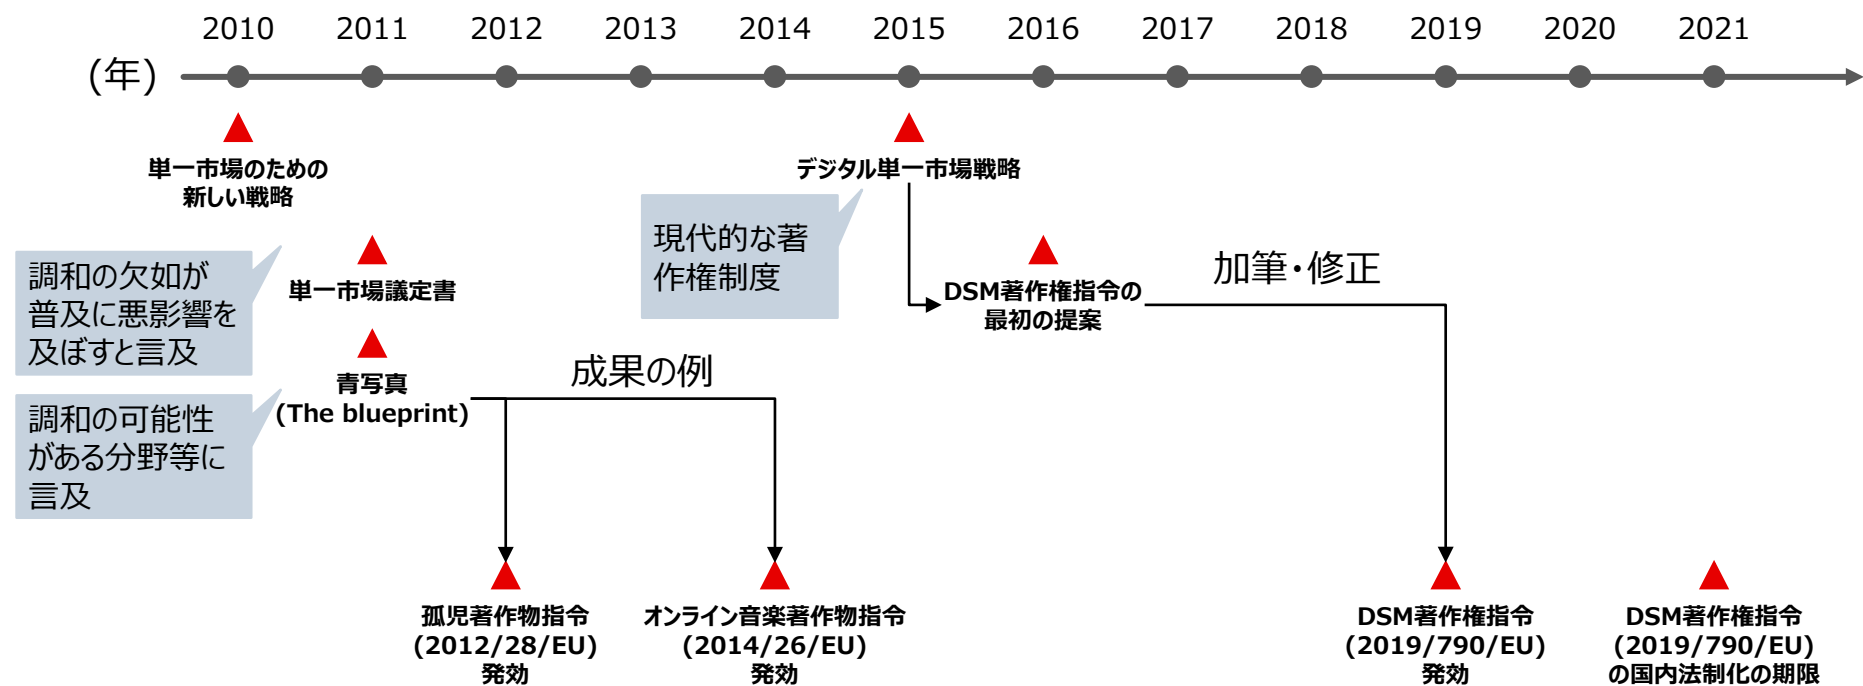 2010 2011 2012 2013 2014 2015 2016 2017 2018 2019 2020 2021
(年)
単一市場のための
新しい戦略
デジタル単一市場戦略
現代的な著
作権制度
調和の欠如が
普及に悪影響を
及ぼすと言及
単一市場議定書
DSM著作権指令の
最初の提案
加筆・修正
青写真
(The blueprint)
成果の例
調和の可能性
がある分野等に
言及
孤児著作物指令
(2012/28/EU)
発効
オンライン音楽著作物指令
(2014/26/EU)
発効
DSM著作権指令
(2019/790/EU)
発効
DSM著作権指令
(2019/790/EU)
の国内法制化の期限